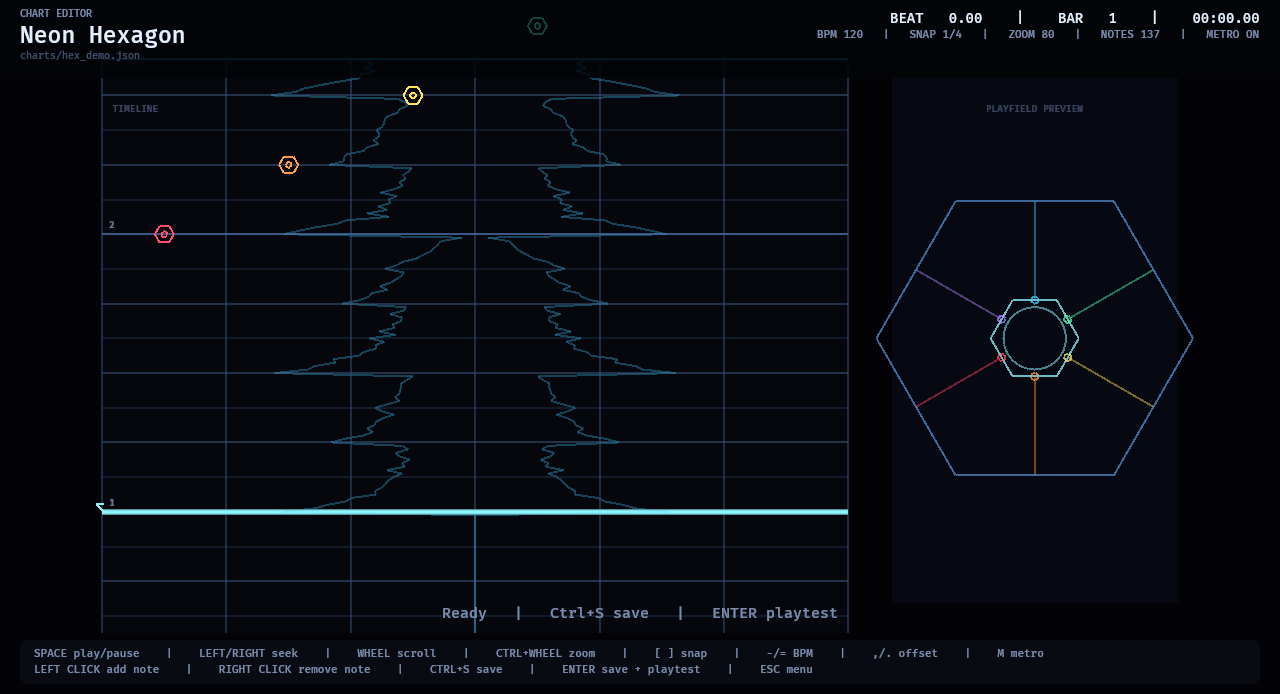 CHART EDITOR
Neon Hexagon
charts/hex_demo.json
BEAT 0.00 | BAR 1 | 00:00.00
BPM 120 | SNAP 1/4 | ZOOM 80 | NOTES 137 | METRO ON
TIMELINE
PLAYFIELD PREVIEW
2
1
Ready | Ctrl+S save | ENTER playtest
SPACE play/pause | LEFT/RIGHT seek | WHEEL scroll | CTRL+WHEEL zoom | [ ] snap | -/= BPM | ,/. offset | M metro
LEFT CLICK add note | RIGHT CLICK remove note | CTRL+S save | ENTER save + playtest | ESC menu